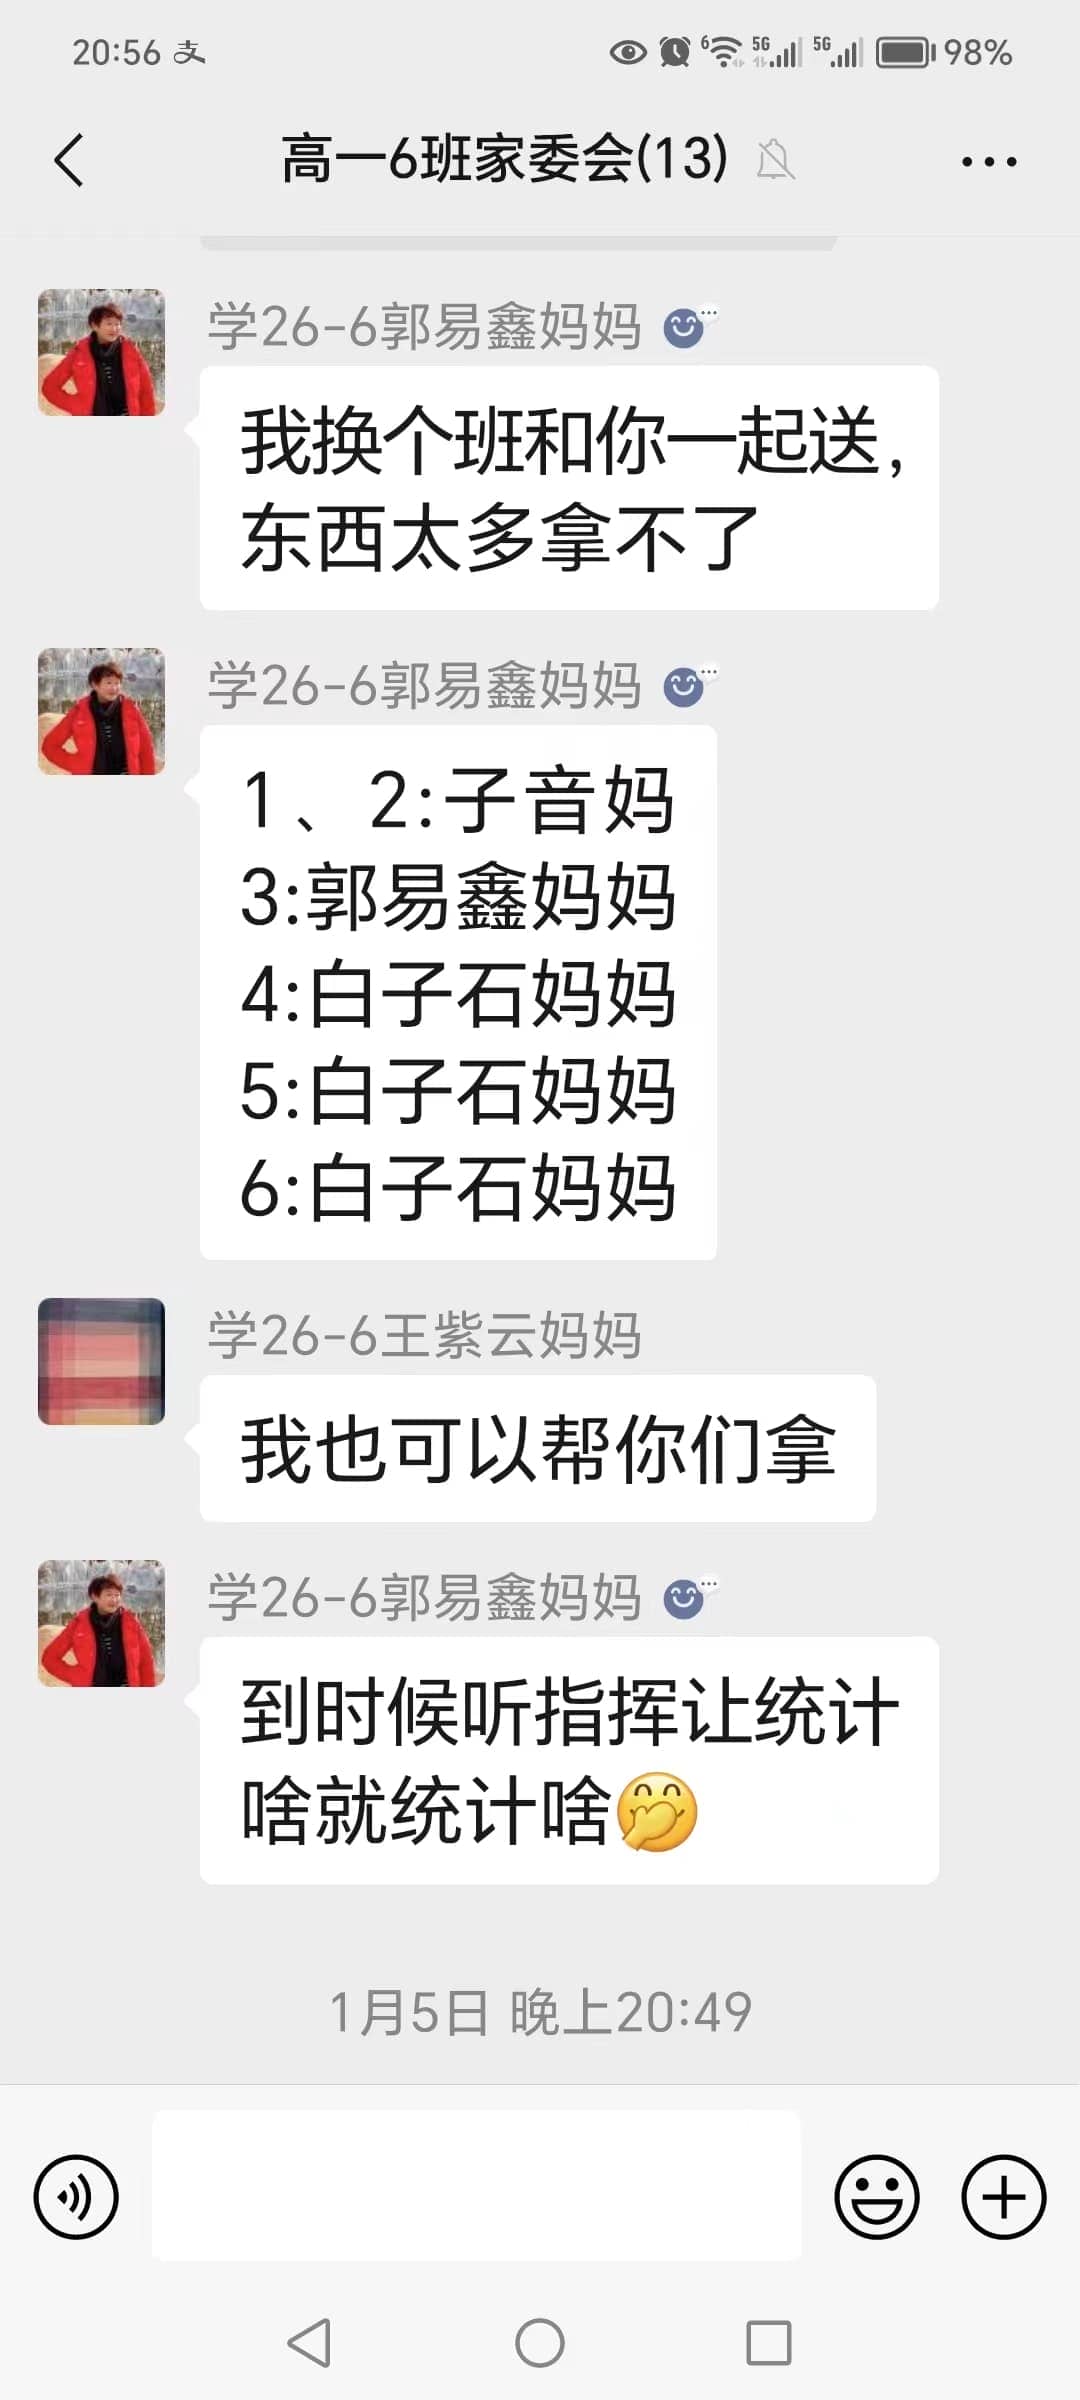 20:56 支
6 5G 5G 98%
高一6班家委会(13)
学26-6郭易鑫妈妈
我换个班和你一起送，
东西太多拿不了
学26-6郭易鑫妈妈
1、2:子音妈
3:郭易鑫妈妈
4:白子石妈妈
5:白子石妈妈
6:白子石妈妈
学26-6王紫云妈妈
我也可以帮你们拿
学26-6郭易鑫妈妈
到时候听指挥让统计
啥就统计啥🤭
1月5日 晚上20:49